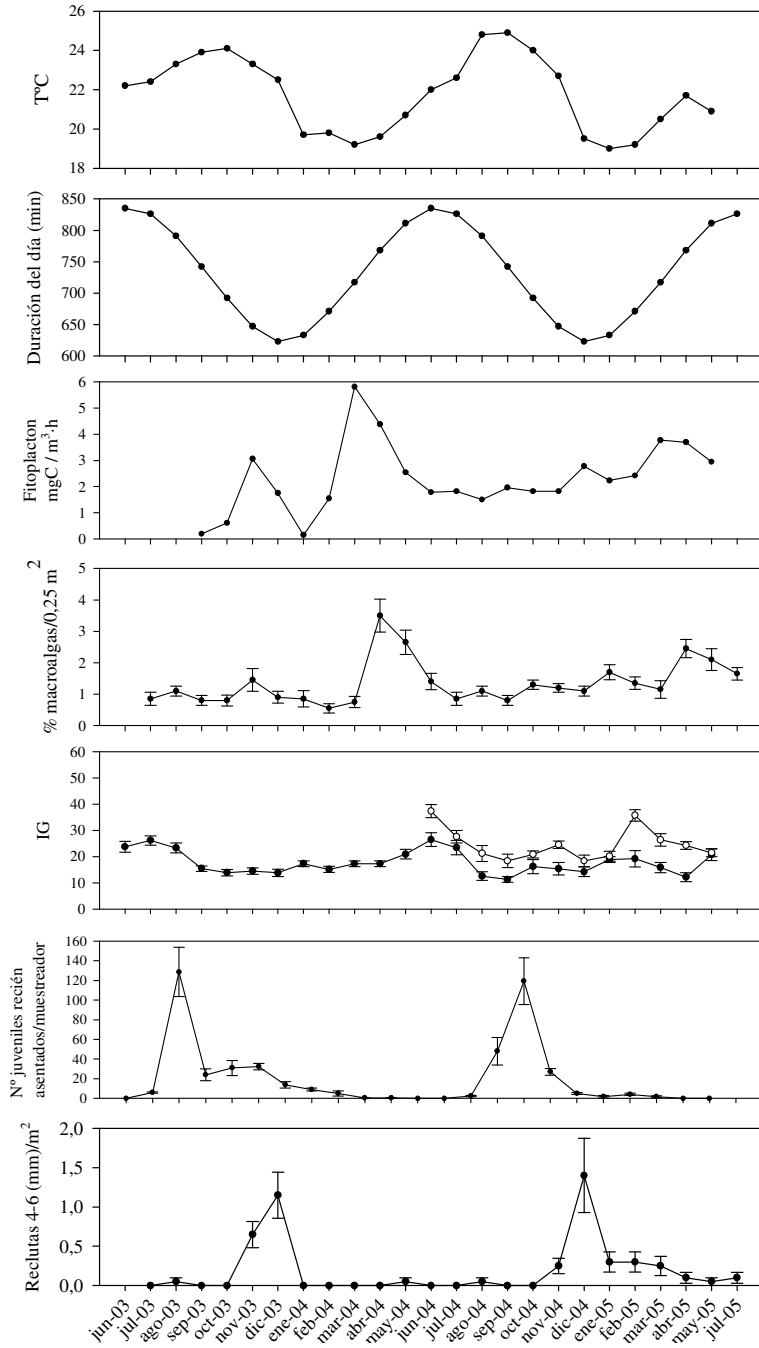 26
24
22
20
18
TºC
850
800
750
700
650
600
Duración del día (min)
6
5
4
3
2
1
0
Fitoplacton
mgC / m³·h
5
4
3
2
1
0
% macroalgas/0,25 m²
60
50
40
30
20
10
0
IG
160
140
120
100
80
60
40
20
0
Nº juveniles recién
asentados/muestreador
2,0
1,5
1,0
0,5
0,0
Reclutas 4-6 (mm)/m²
jun-03
jul-03
ago-03
sep-03
oct-03
nov-03
dic-03
ene-04
feb-04
mar-04
abr-04
may-04
jun-04
jul-04
ago-04
sep-04
oct-04
nov-04
dic-04
ene-05
feb-05
mar-05
abr-05
may-05
jul-05